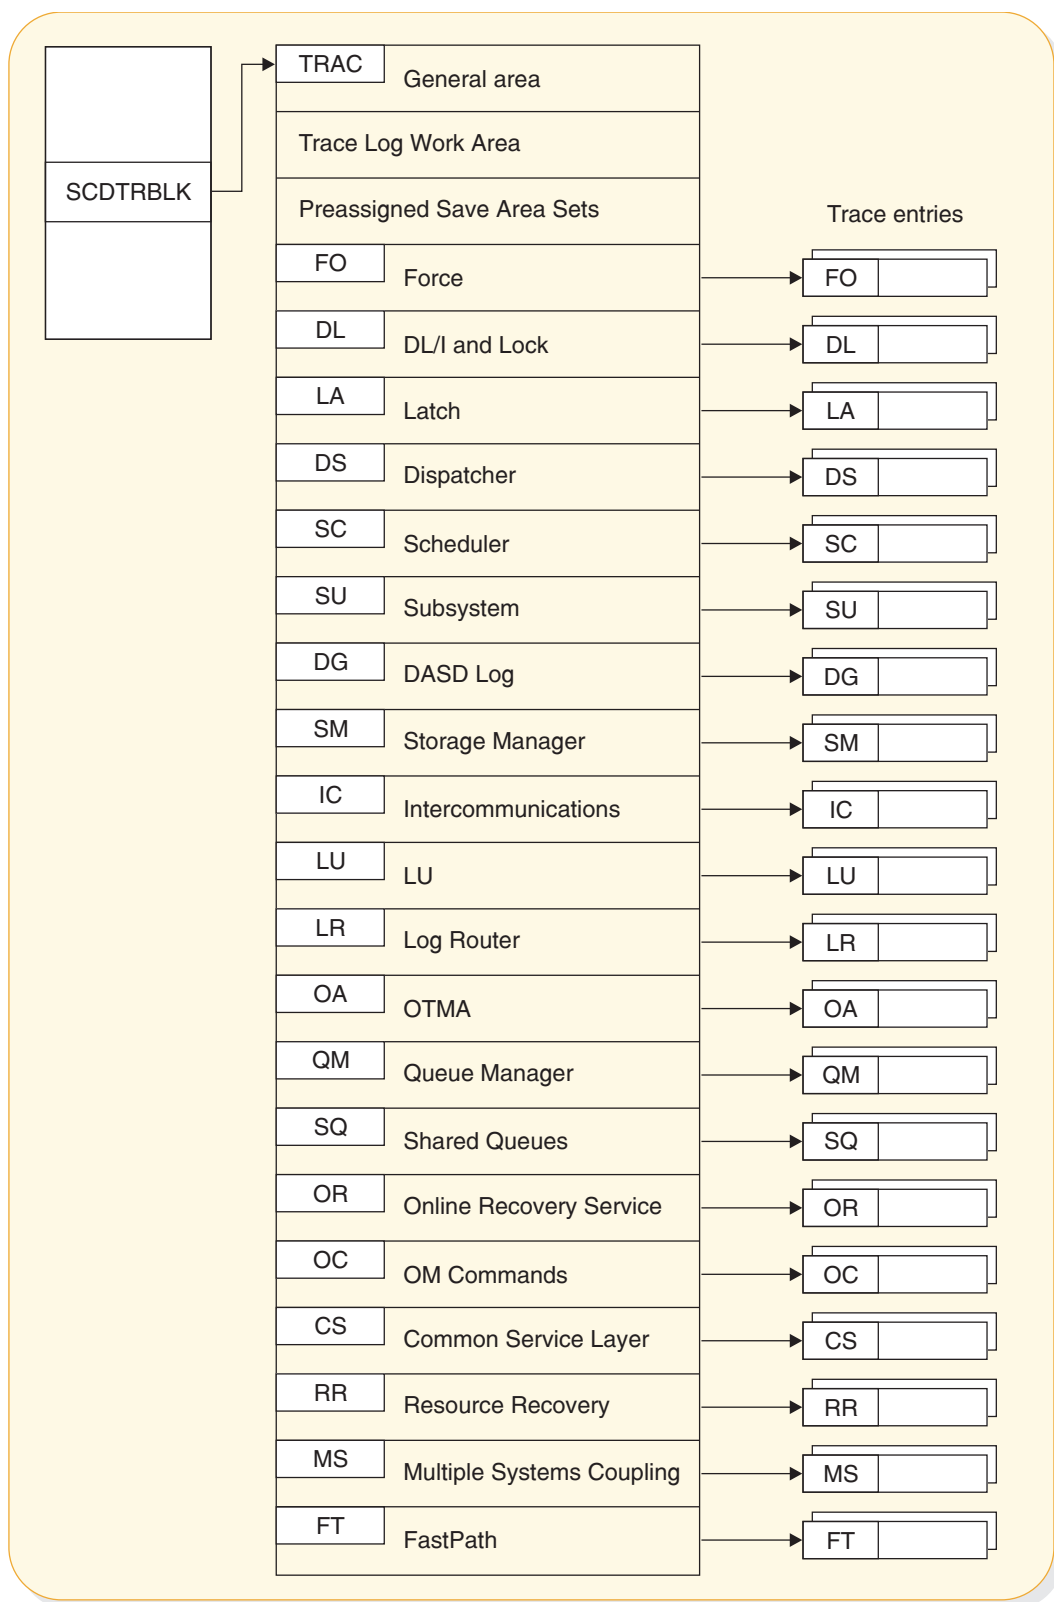 TRAC
General area
Trace Log Work Area
SCDTRBLK
Preassigned Save Area Sets
Trace entries
FO
Force
FO
DL
DL/I and Lock
DL
LA
Latch
LA
DS
Dispatcher
DS
SC
Scheduler
SC
SU
Subsystem
SU
DG
DASD Log
DG
SM
Storage Manager
SM
IC
Intercommunications
IC
LU
LU
LU
LR
Log Router
LR
OA
OTMA
OA
QM
Queue Manager
QM
SQ
Shared Queues
SQ
OR
Online Recovery Service
OR
OC
OM Commands
OC
CS
Common Service Layer
CS
RR
Resource Recovery
RR
MS
Multiple Systems Coupling
MS
FT
FastPath
FT